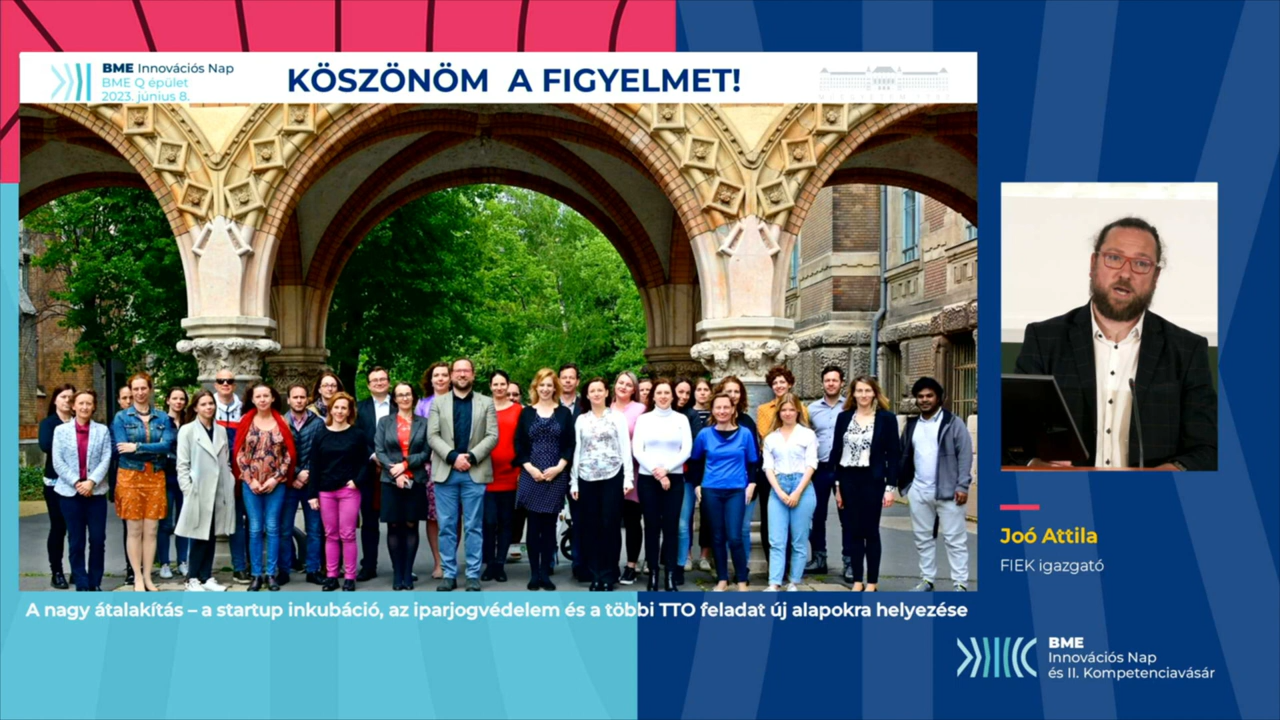 BME Innovációs Nap
BME Q épület
2023. június 8.
KÖSZÖNÖM A FIGYELMET!
Joó Attila
FIEK igazgató
A nagy átalakítás – a startup inkubáció, az iparjogvédelem és a többi TTO feladat új alapokra helyezése
BME
Innovációs Nap
és II. Kompetenciavásár